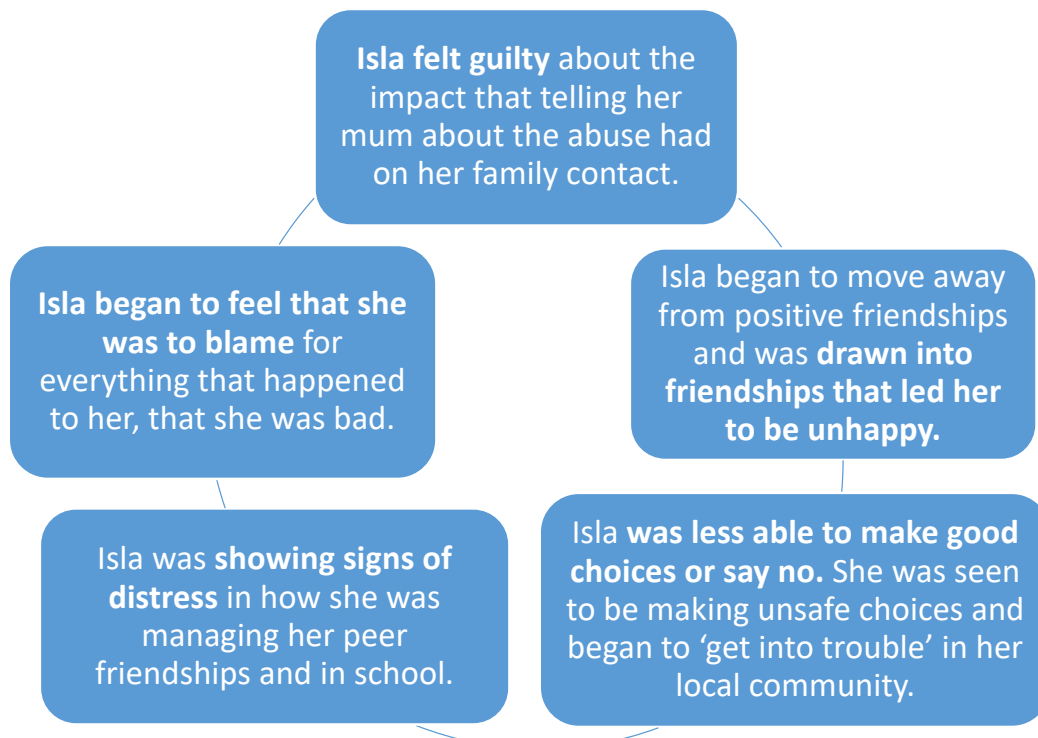 Isla felt guilty about the
impact that telling her
mum about the abuse had
on her family contact.
Isla began to move away
from positive friendships
and was drawn into
friendships that led her
to be unhappy.
Isla was less able to make good
choices or say no. She was seen
to be making unsafe choices and
began to ‘get into trouble’ in her
local community.
Isla was showing signs of
distress in how she was
managing her peer
friendships and in school.
Isla began to feel that she
was to blame for
everything that happened
to her, that she was bad.